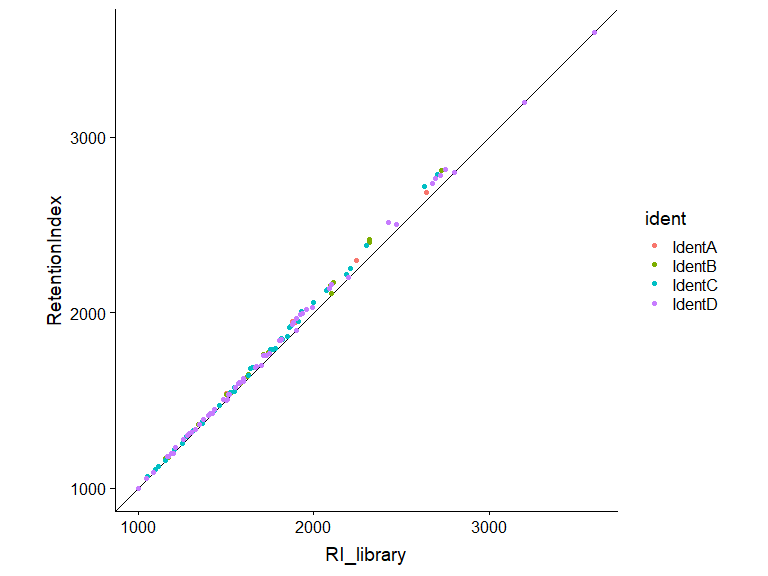 3000
2000
1000
RetentionIndex
1000 2000 3000
RI_library
ident
IdentA
IdentB
IdentC
IdentD